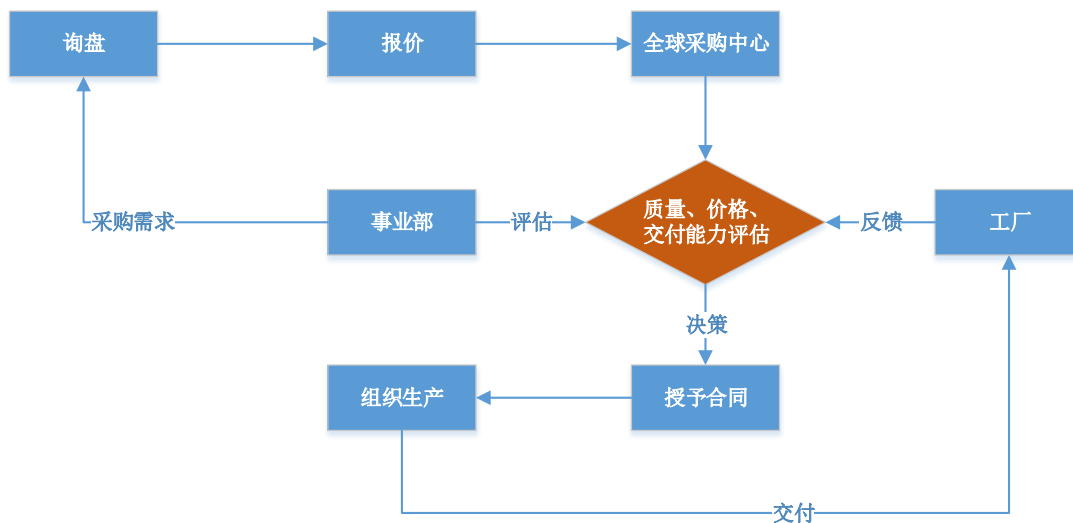 询盘
报价
全球采购中心
采购需求
事业部
评估
质量、价格、
交付能力评估
反馈
工厂
决策
组织生产
授予合同
交付